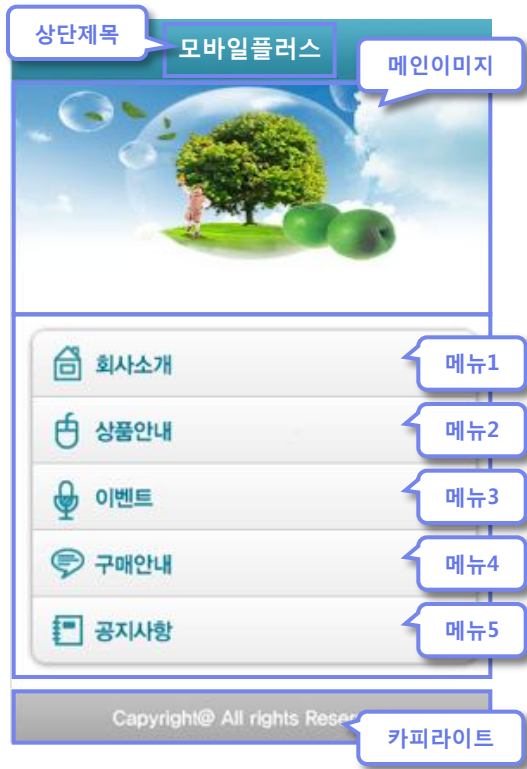 상단제목
모바일플러스
메인이미지
회사소개
메뉴1
상품안내
메뉴2
이벤트
메뉴3
구매안내
메뉴4
공지사항
메뉴5
Copyright@ All rights
카피라이트